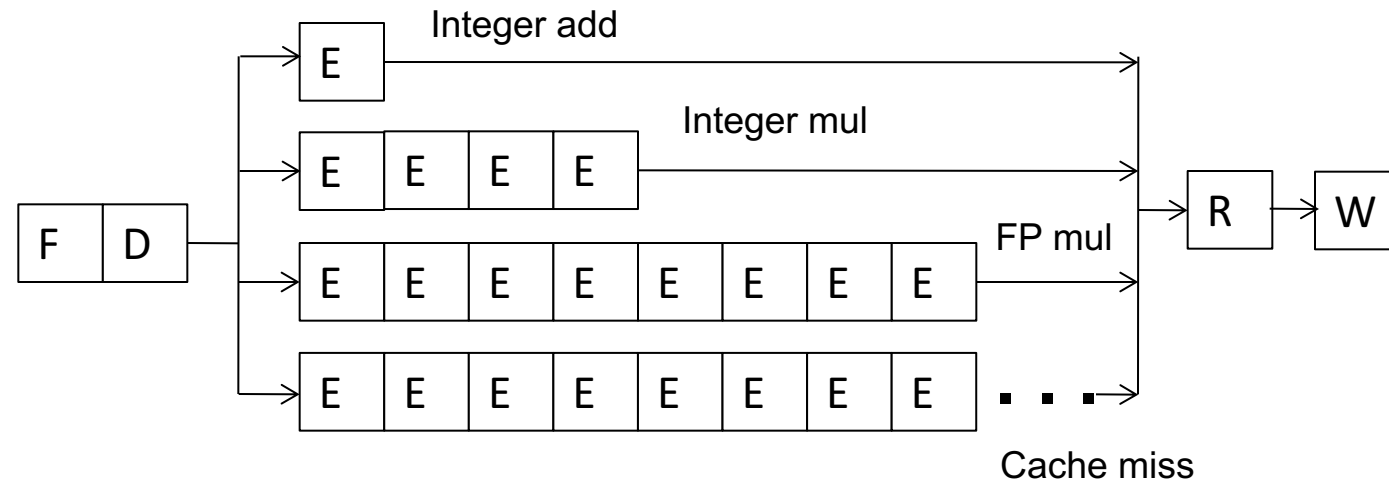 Integer add
E
Integer mul
E E E E
F D
R W
FP mul
E E E E E E E E
E E E E E E E E . . .
Cache miss